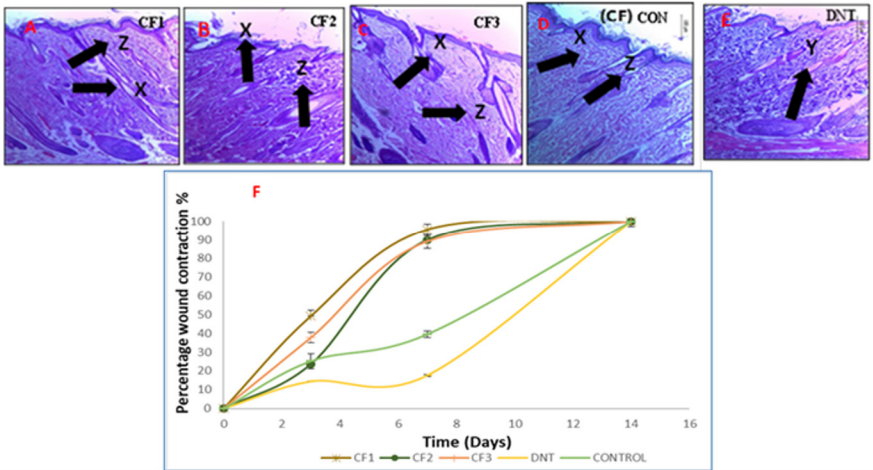 A
CF1
Z
X
B
X
CF2
Z
C
X
CF3
Z
D
(CF) CON
X
Z
E
DNT
Y
F
Percentage wound contraction %
100
90
80
70
60
50
40
30
20
10
0
0 2 4 6 8 10 12 14 16
Time (Days)
CF1 CF2 CF3 DNT CONTROL